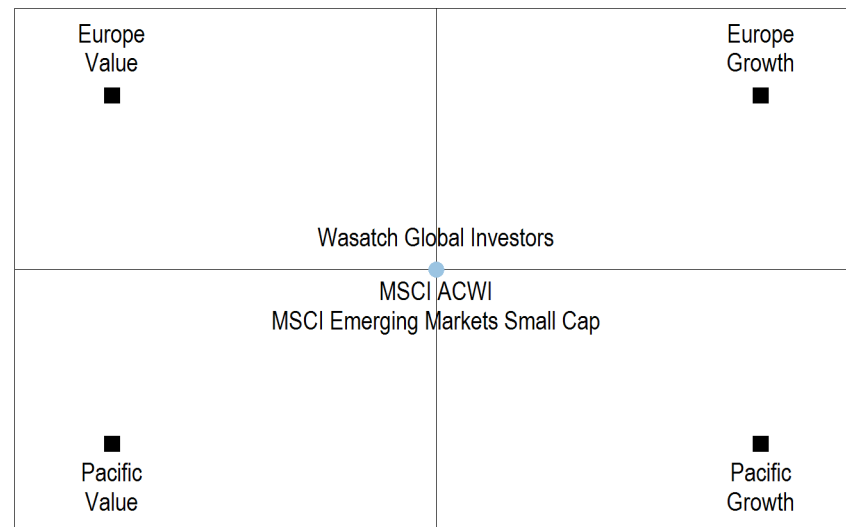 Europe
Value
Europe
Growth
Wasatch Global Investors
MSCI ACWI
MSCI Emerging Markets Small Cap
Pacific
Value
Pacific
Growth